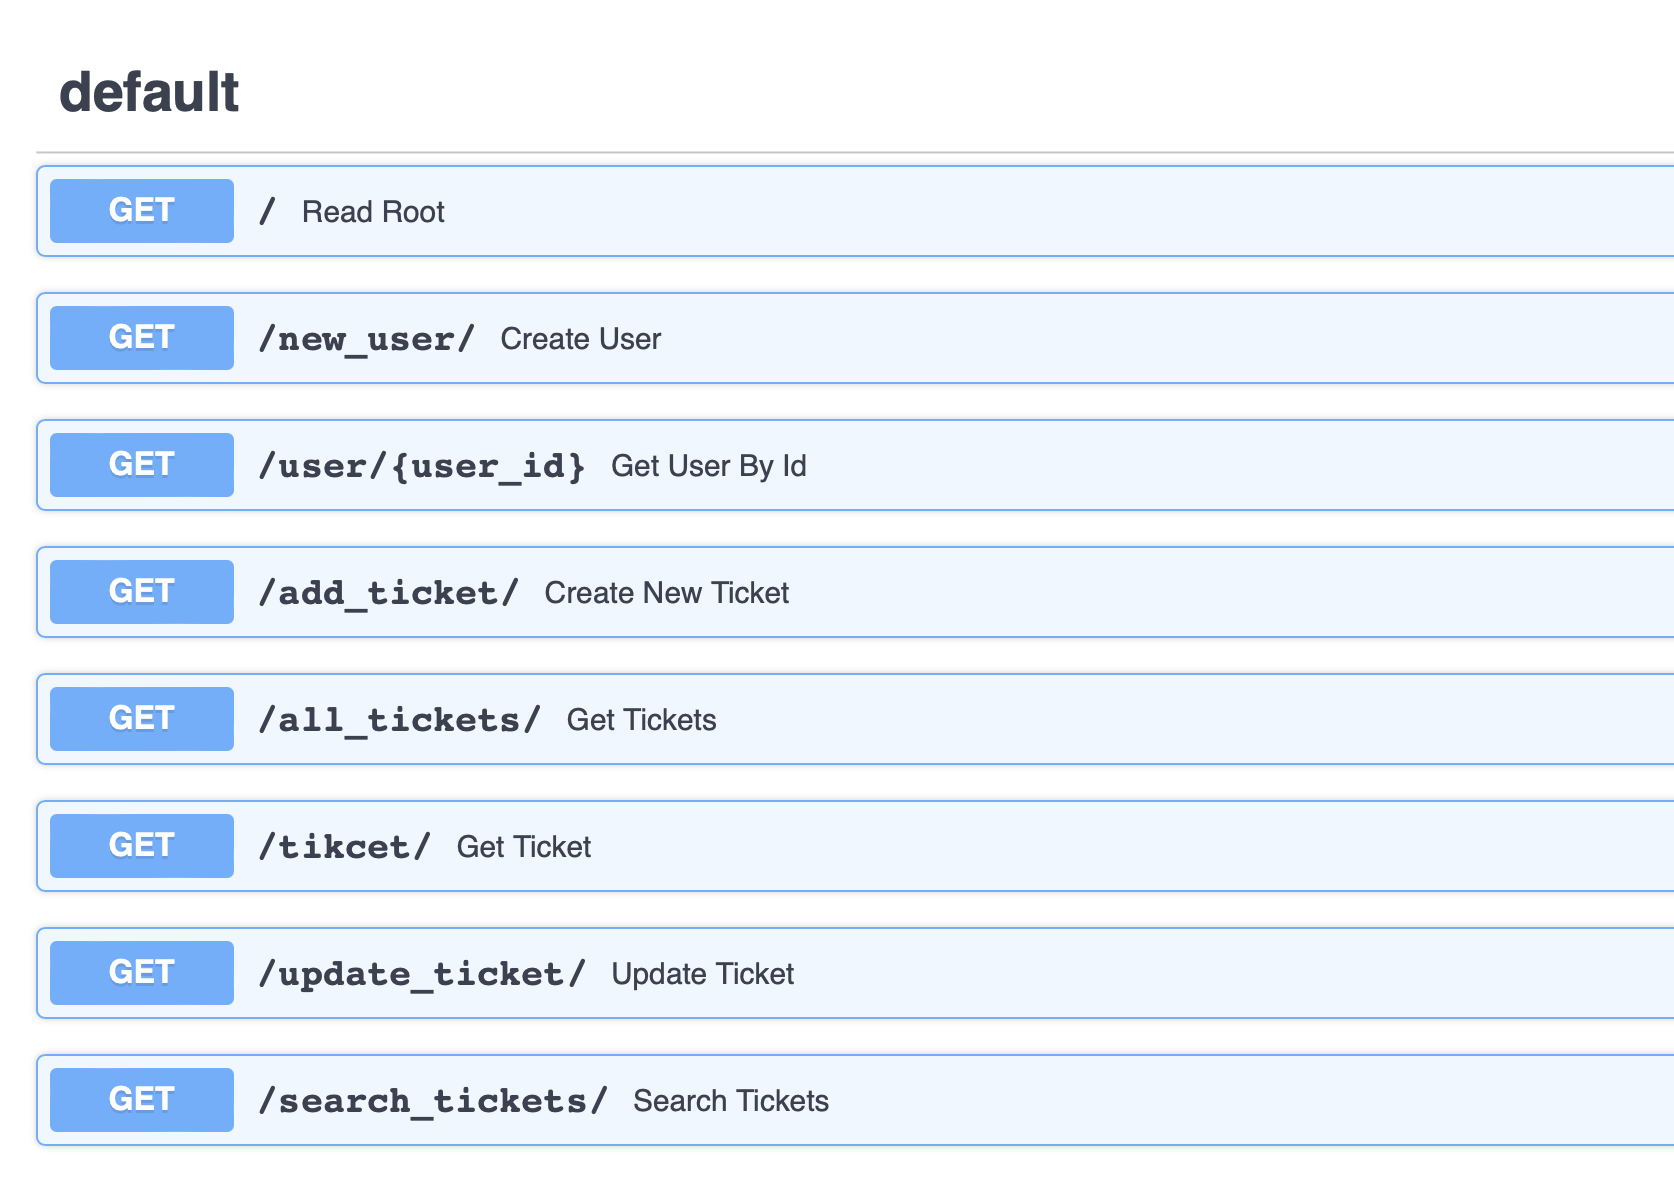 default
GET / Read Root
GET /new_user/ Create User
GET /user/{user_id} Get User By Id
GET /add_ticket/ Create New Ticket
GET /all_tickets/ Get Tickets
GET /tikcet/ Get Ticket
GET /update_ticket/ Update Ticket
GET /search_tickets/ Search Tickets